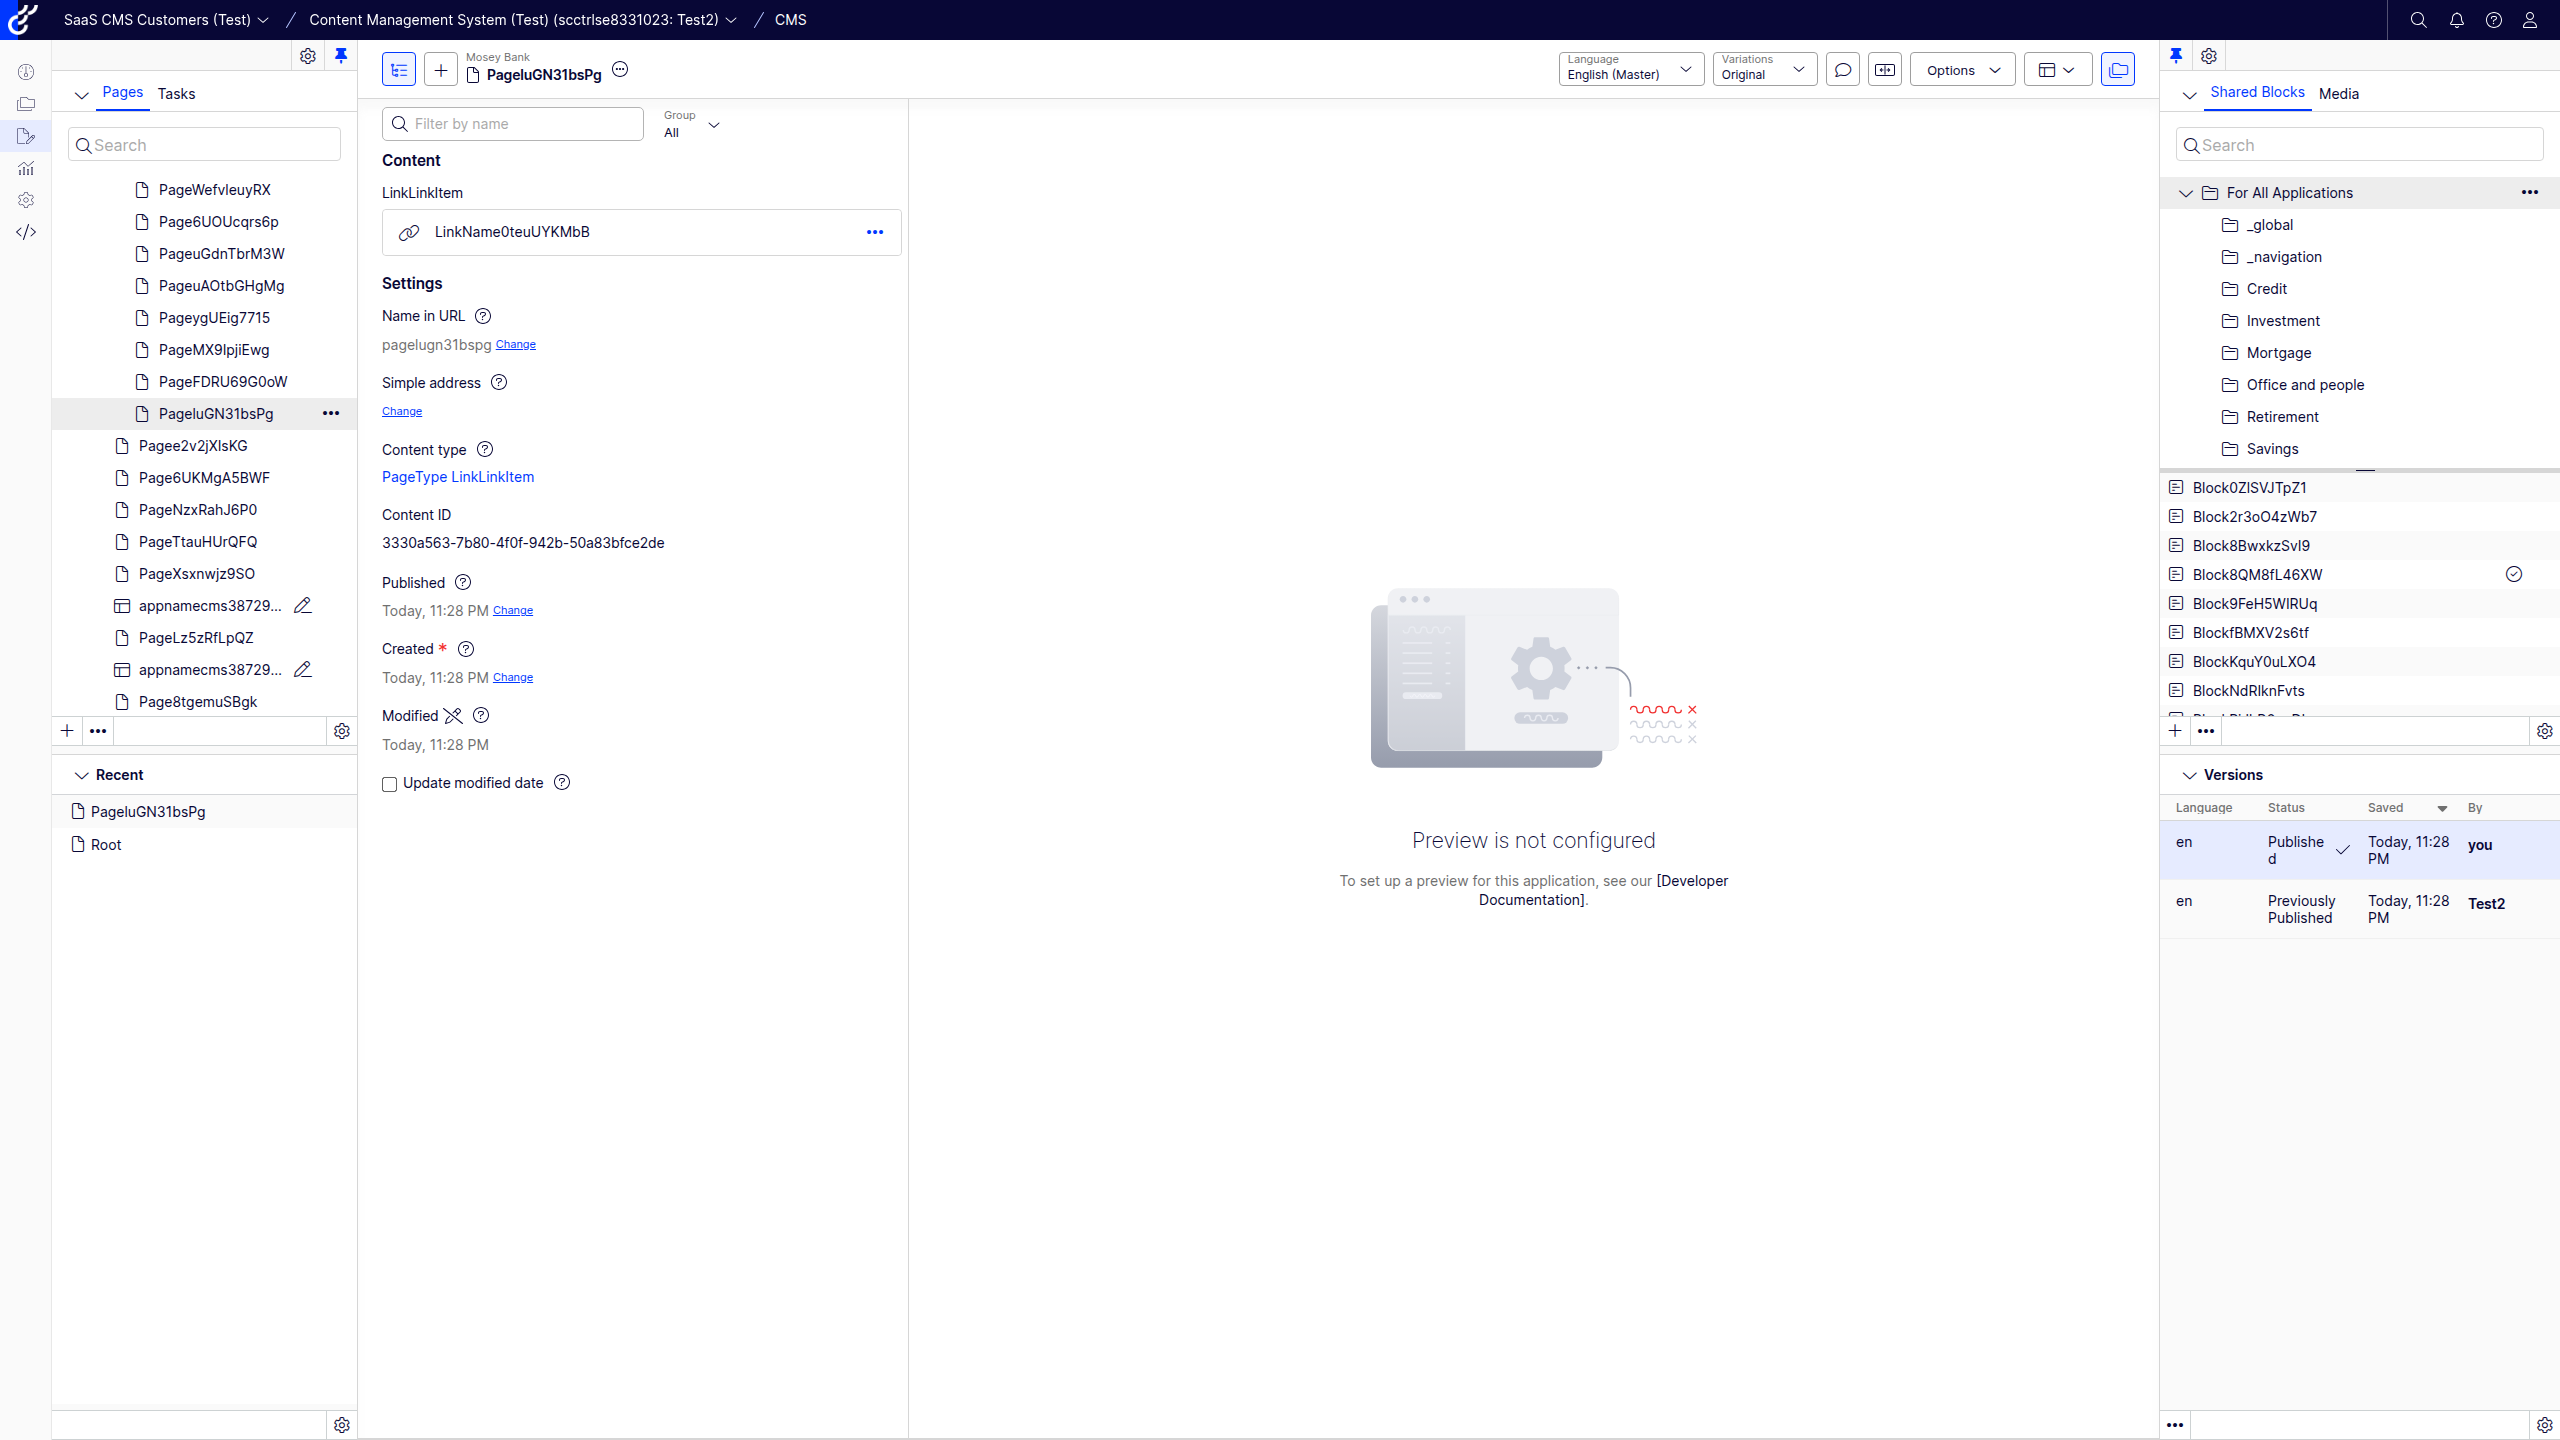 SaaS CMS Customers (Test)
Content Management System (Test) (scctrlse8331023: Test2)
CMS
Pages
Tasks
Search
PageWefvIeuyRX
Page6UOUcqrs6p
PageuGdnTbrM3W
PageuAOtbGHgMg
PageygUEig7715
PageMX9IpjiEwg
PageFDRU69G0oW
PageluGN31bsPg
Pagee2v2jXlsKG
Page6UKMgA5BWF
PageNzxRahJ6P0
PageTtauHUrQFQ
PageXsxnwjz9SO
appnamecms38729...
PageLz5zRfLpQZ
appnamecms38729...
Page8tgemuSBgk
Recent
PageluGN31bsPg
Root
Mosey Bank
PageluGN31bsPg
Language
English (Master)
Variations
Original
Options
Filter by name
Group
All
Content
LinkLinkItem
LinkName0teuUYKMbB
Settings
Name in URL
pagelugn31bspg Change
Simple address
Change
Content type
PageType LinkLinkItem
Content ID
3330a563-7b80-4f0f-942b-50a83bfce2de
Published
Today, 11:28 PM Change
Created *
Today, 11:28 PM Change
Modified
Today, 11:28 PM
Update modified date
Preview is not configured
To set up a preview for this application, see our [Developer
Documentation].
Shared Blocks
Media
Search
For All Applications
_global
_navigation
Credit
Investment
Mortgage
Office and people
Retirement
Savings
Block0ZlSVJTpZ1
Block2r3oO4zWb7
Block8BwxkzSvI9
Block8QM8fL46XW
Block9FeH5WlRUq
BlockfBMXV2s6tf
BlockKquY0uLXO4
BlockNdRlknFvts
Versions
Language
Status
Saved
By
en
Publishe
d
Today, 11:28
PM
you
en
Previously
Published
Today, 11:28
PM
Test2